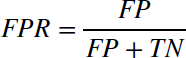 FPR = FP / (FP + TN)